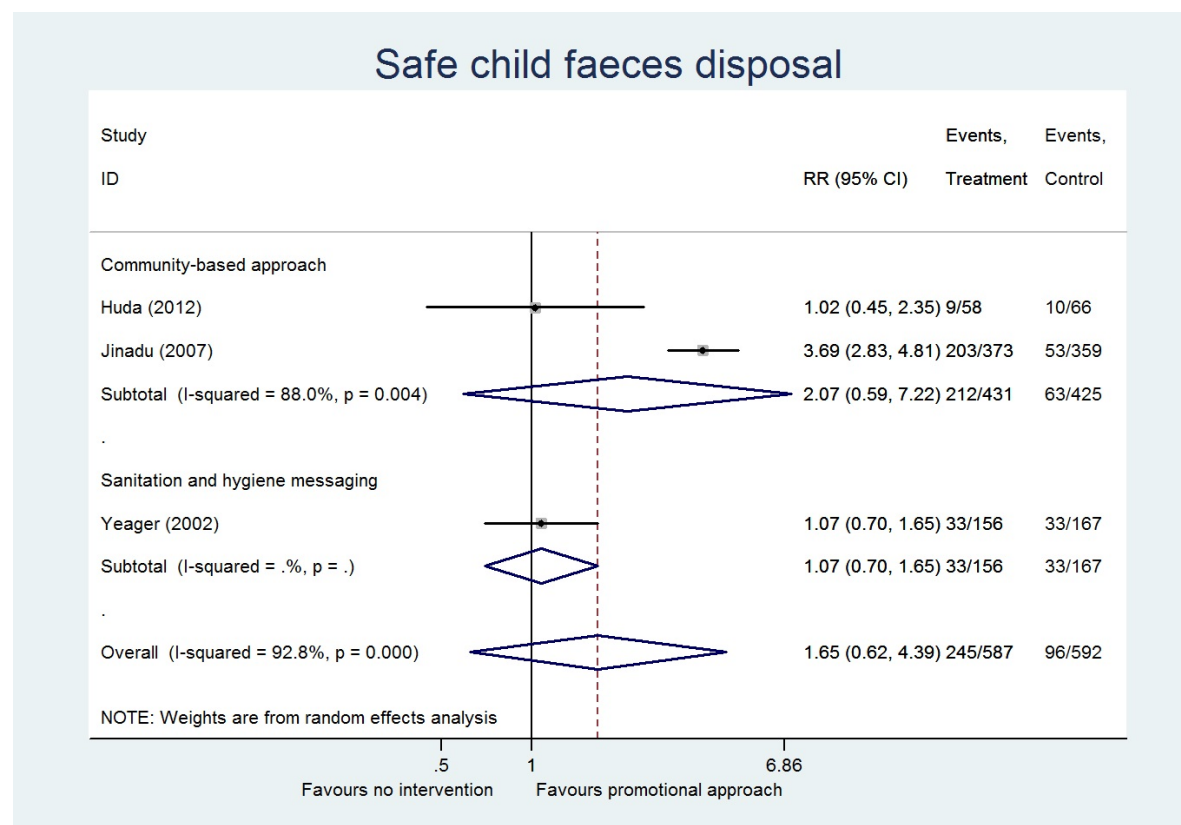 Safe child faeces disposal
Study Events, Events,
ID RR (95% CI) Treatment Control
Community-based approach
Huda (2012) 1.02 (0.45, 2.35) 9/58 10/66
Jinadu (2007) 3.69 (2.83, 4.81) 203/373 53/359
Subtotal (I-squared = 88.0%, p = 0.004) 2.07 (0.59, 7.22) 212/431 63/425
.
Sanitation and hygiene messaging
Yeager (2002) 1.07 (0.70, 1.65) 33/156 33/167
Subtotal (I-squared = .%, p = .) 1.07 (0.70, 1.65) 33/156 33/167
.
Overall (I-squared = 92.8%, p = 0.000) 1.65 (0.62, 4.39) 245/587 96/592
NOTE: Weights are from random effects analysis
.5 1 6.86
Favours no intervention Favours promotional approach